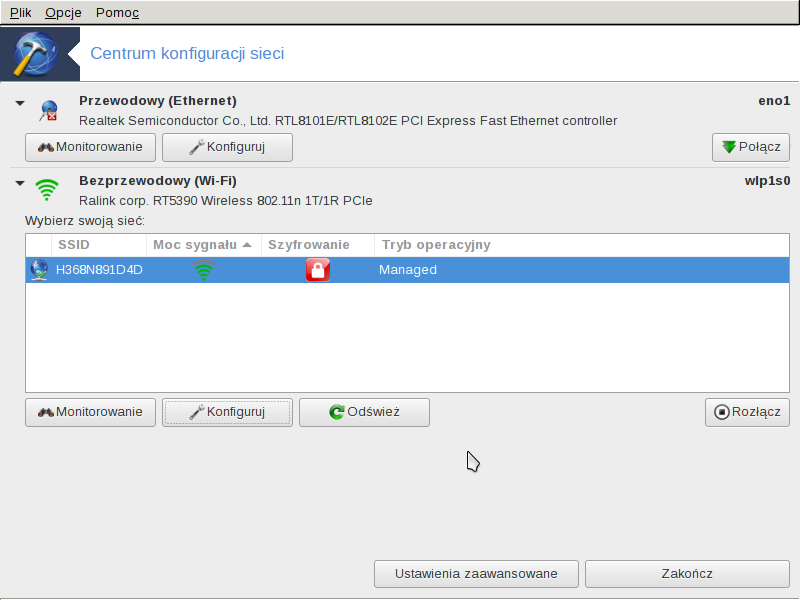 Plik Opcje Pomoc
Centrum konfiguracji sieci
Przewodowy (Ethernet) eno1
Realtek Semiconductor Co., Ltd. RTL8101E/RTL8102E PCI Express Fast Ethernet controller
Monitorowanie Konfiguruj Połącz
Bezprzewodowy (Wi-Fi) wlp1s0
Ralink corp. RT5390 Wireless 802.11n 1T/1R PCIe
Wybierz swoją sieć:
SSID Moc sygnału Szyfrowanie Tryb operacyjny
H368N891D4D Managed
Monitorowanie Konfiguruj Odśwież Rozłącz
Ustawienia zaawansowane Zakończ